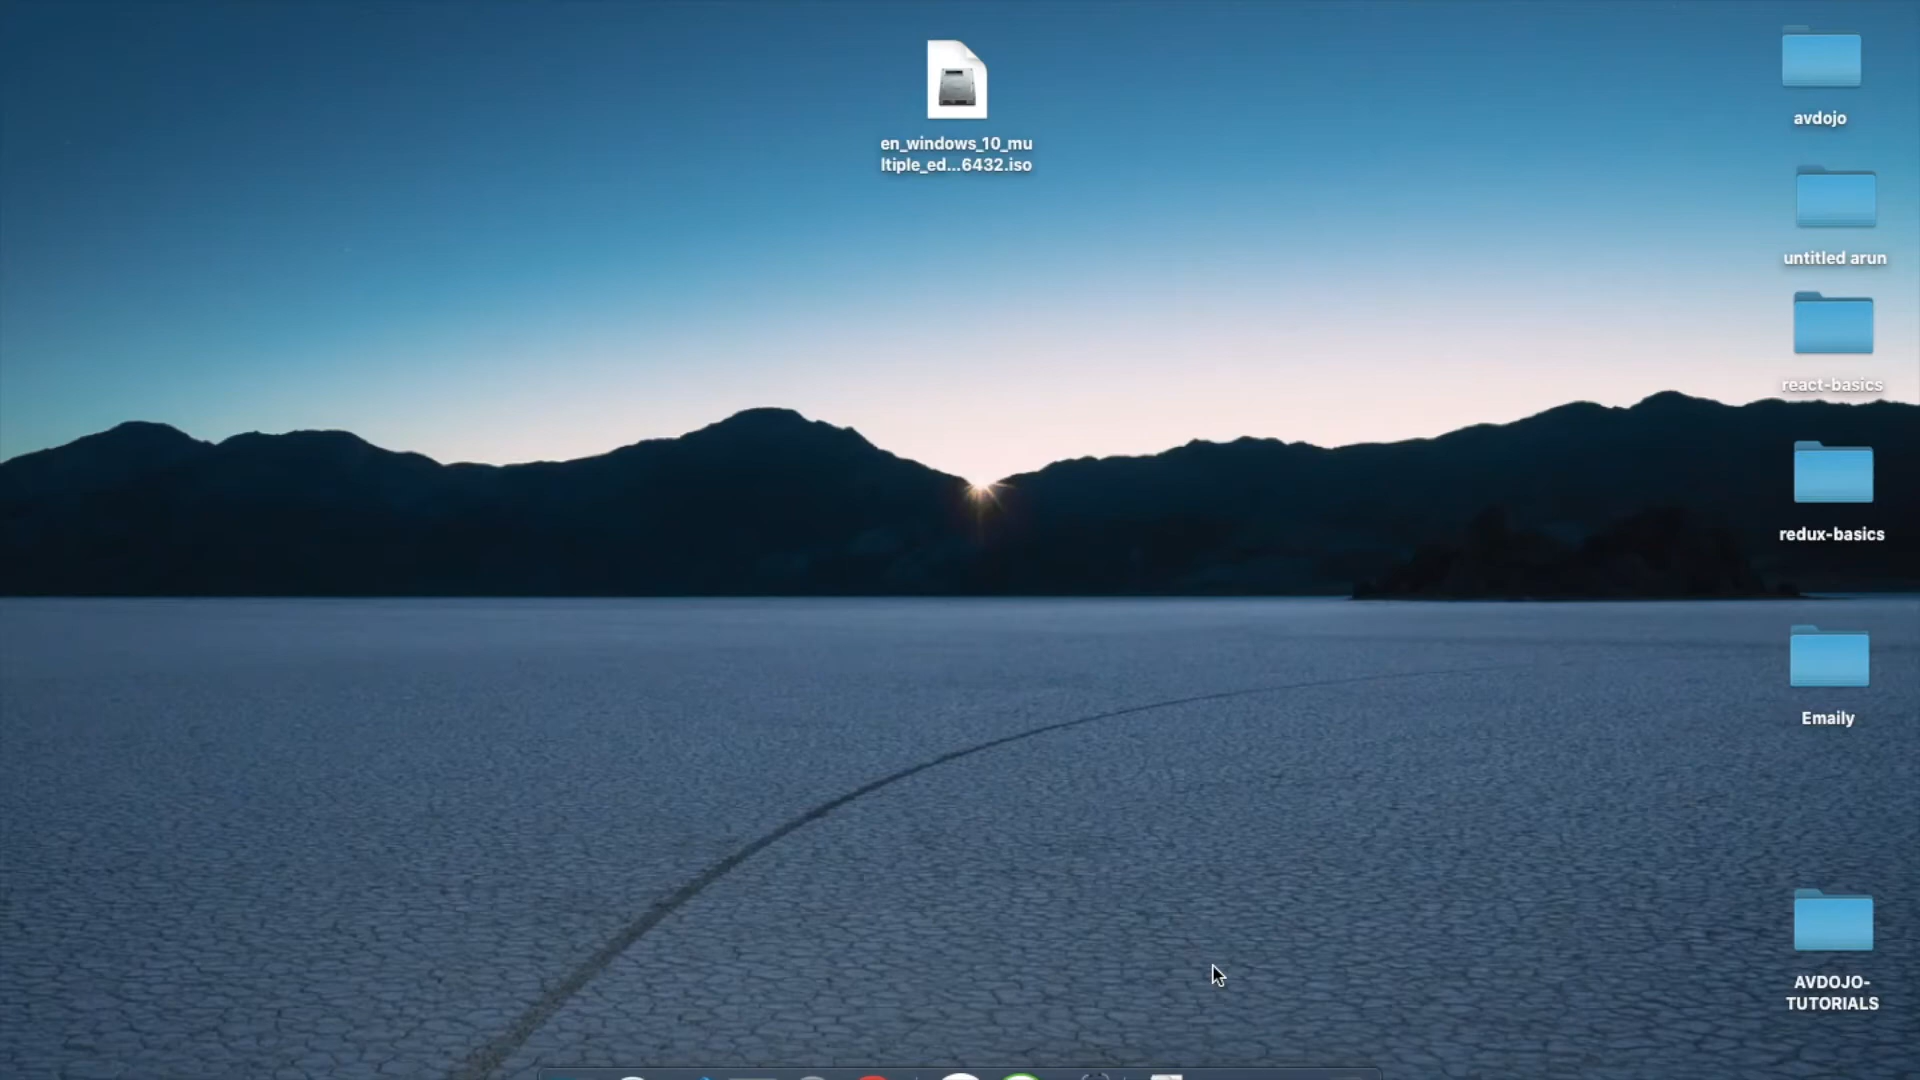 en_windows_10_mu
ltiple_ed...6432.iso
avdojo
untitled arun
react-basics
redux-basics
Emaily
AVDOJO-
TUTORIALS